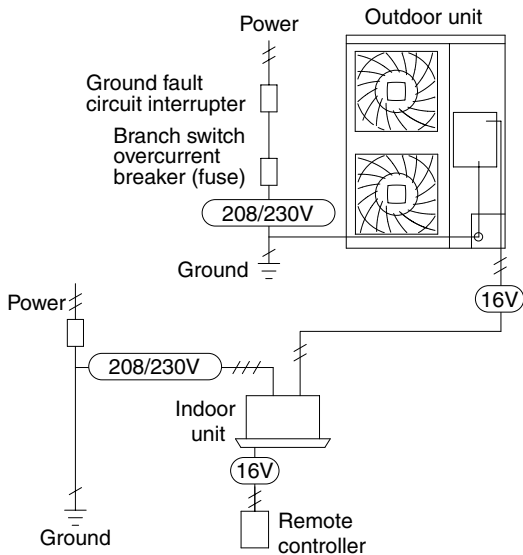 Power
Outdoor unit
Ground fault
circuit interrupter
Branch switch
overcurrent
breaker (fuse)
208/230V
Ground
Power
16V
208/230V
Indoor
unit
16V
Ground
Remote
controller